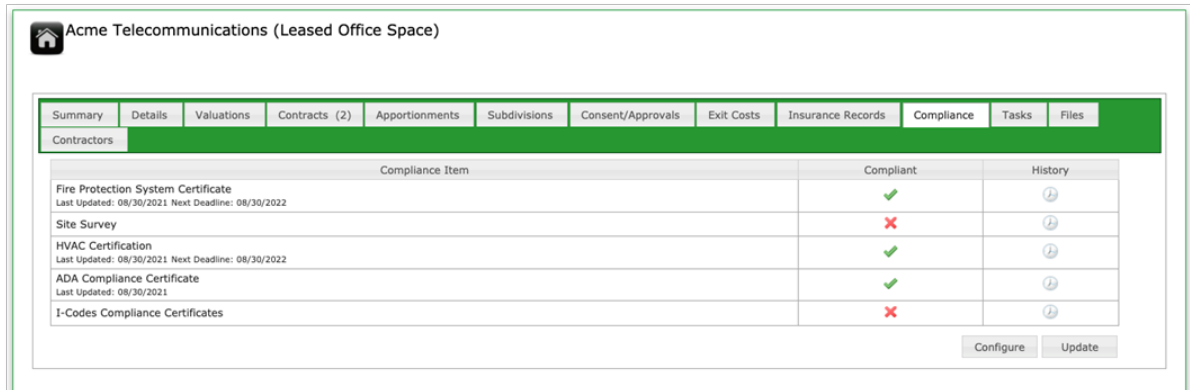 Acme Telecommunications (Leased Office Space)
Summary Details Valuations Contracts (2) Apportionments Subdivisions Consent/Approvals Exit Costs Insurance Records Compliance Tasks Files
Contractors
Compliance Item Compliant History
Fire Protection System Certificate
Last Updated: 08/30/2021 Next Deadline: 08/30/2022
Site Survey
HVAC Certification
Last Updated: 08/30/2021 Next Deadline: 08/30/2022
ADA Compliance Certificate
Last Updated: 08/30/2021
I-Codes Compliance Certificates
Configure Update